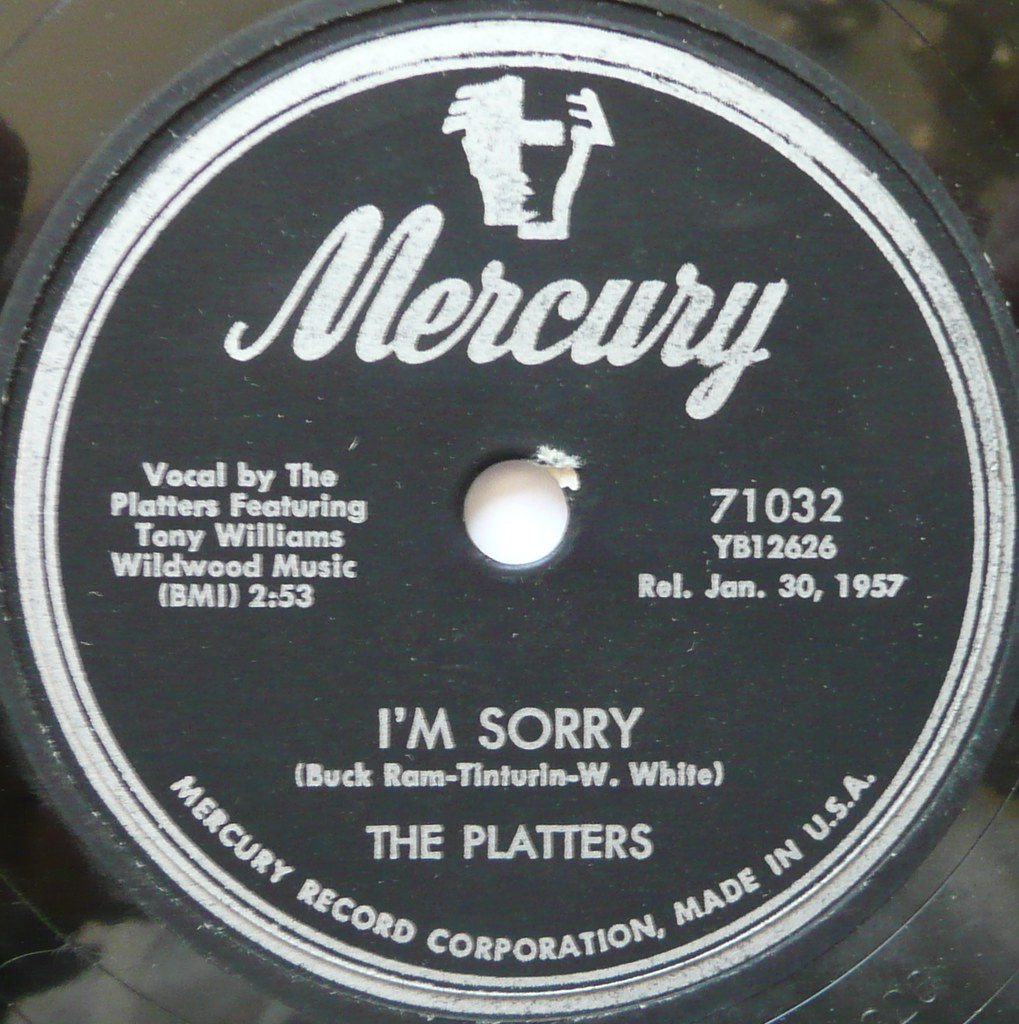 Mercury
Vocal by The
Platters Featuring
Tony Williams
Wildwood Music
(BMI) 2:53
71032
YB12626
Rel. Jan. 30, 1957
I'M SORRY
(Buck Ram-Tinturin-W. White)
THE PLATTERS
MERCURY RECORD CORPORATION, MADE IN U.S.A.